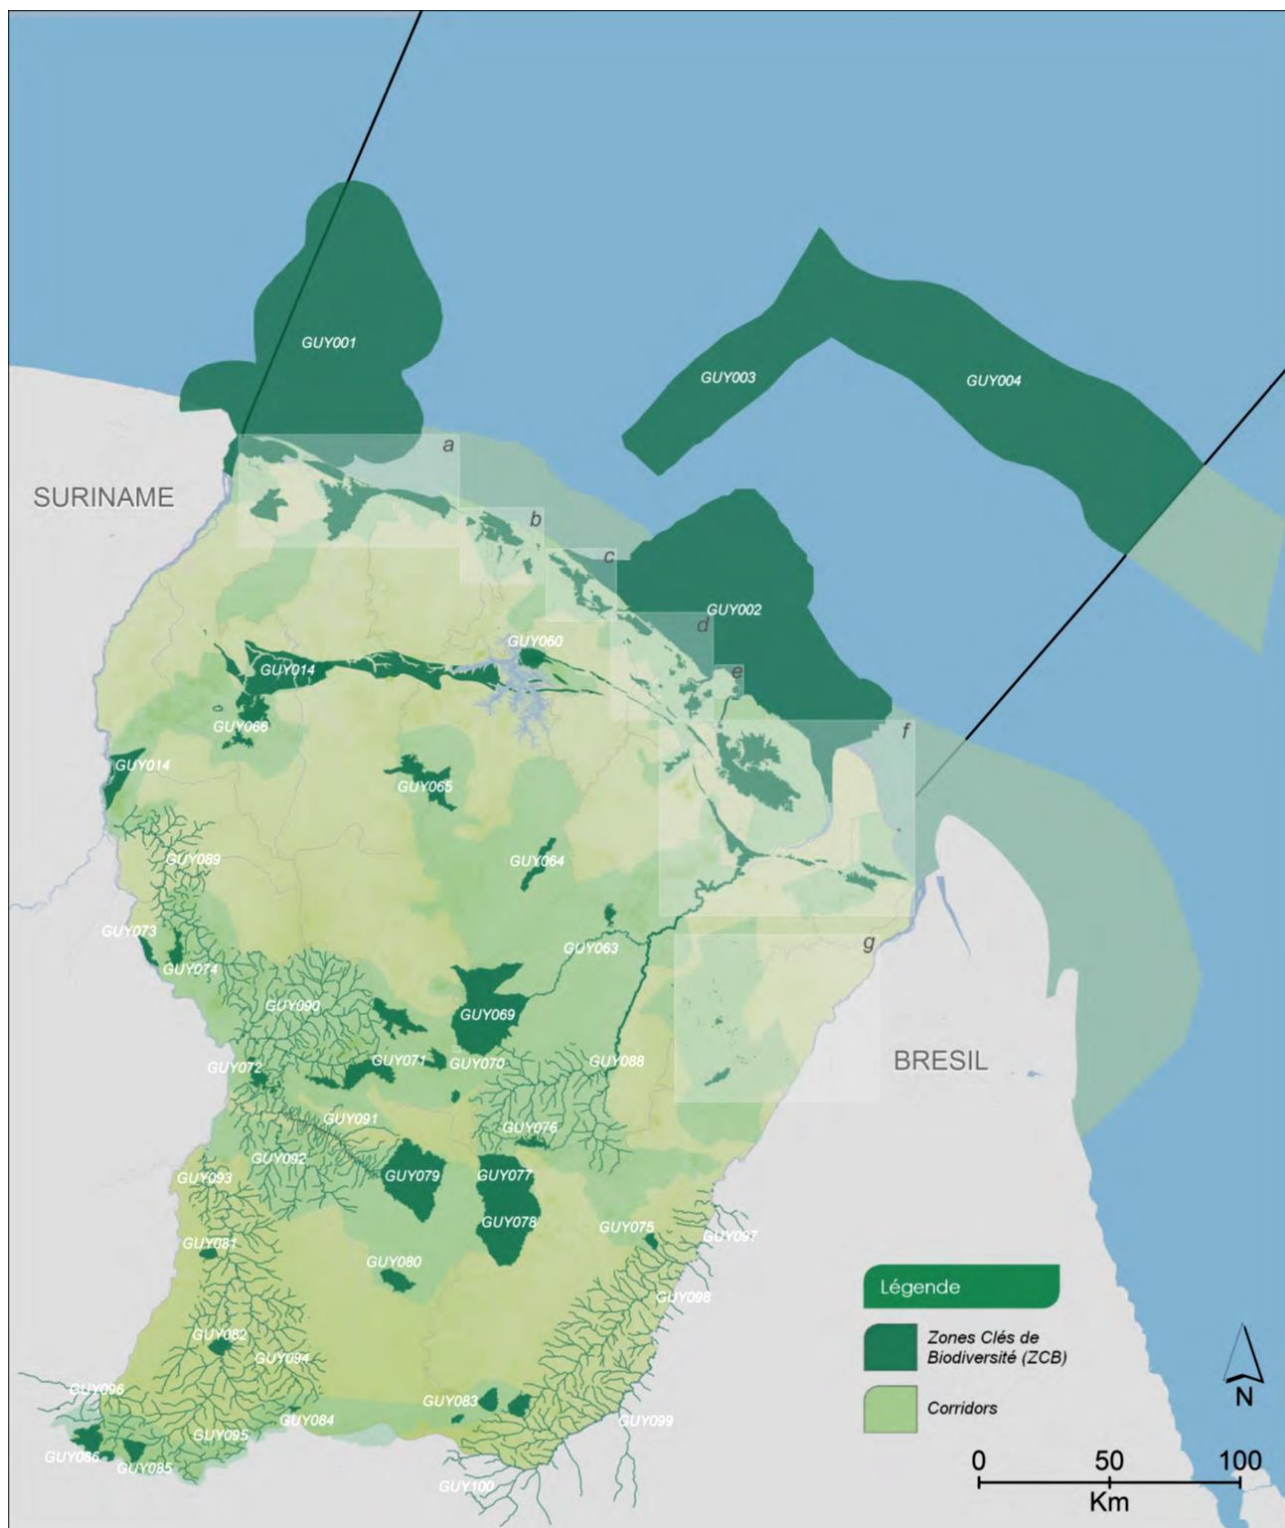 GUY001
GUY003
GUY004
a
SURINAME
b
c
GUY002
d
GUY060
GUY014
e
GUY066
f
GUY014
GUY065
GUY089
GUY064
GUY073
GUY063
g
GUY074
GUY090
GUY069
GUY071
GUY070
GUY088
BRESIL
GUY072
GUY091
GUY076
GUY092
GUY093
GUY079
GUY077
GUY078
GUY075
GUY097
GUY081
GUY080
GUY098
GUY082
GUY094
GUY096
GUY083
GUY084
GUY099
GUY095
GUY086
GUY085
GUY100
Légende
Zones Clés de
Biodiversité (ZCB)
Corridors
N
0 50 100
Km